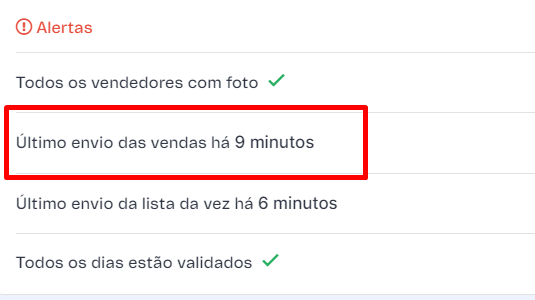 Alertas
Todos os vendedores com foto
Último envio das vendas há 9 minutos
Último envio da lista da vez há 6 minutos
Todos os dias estão validados